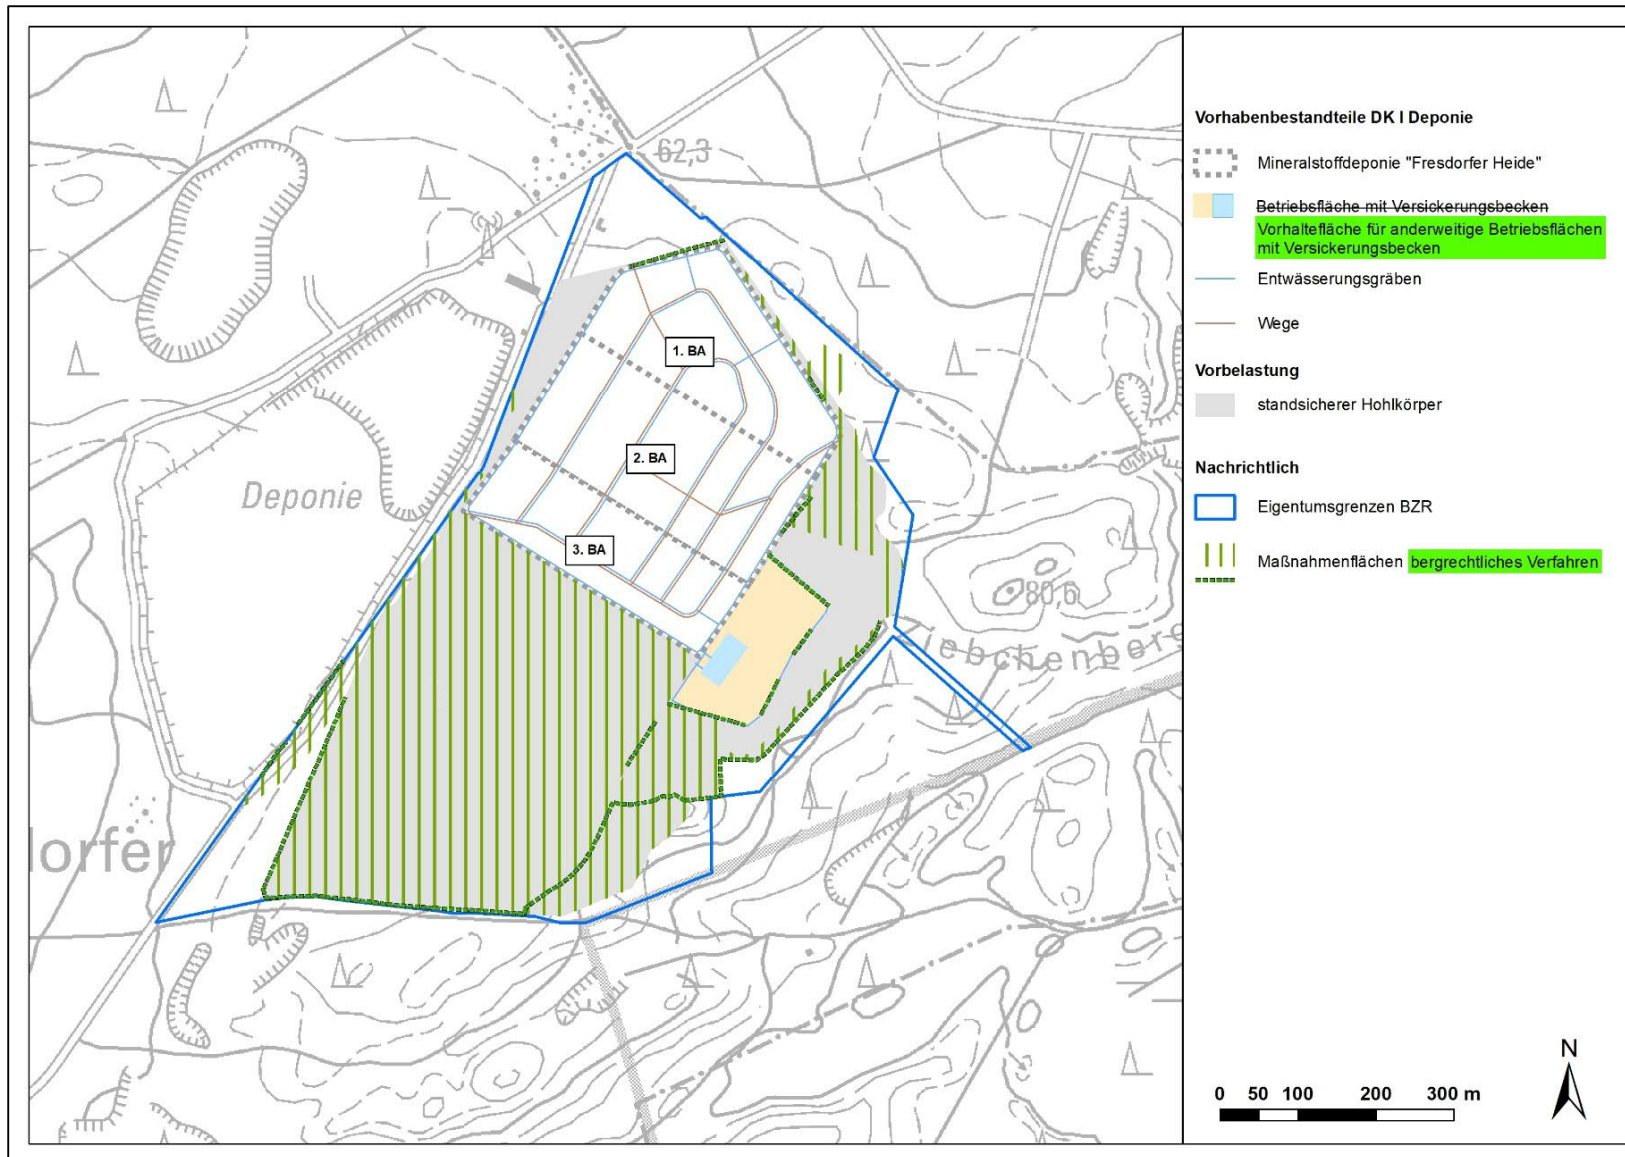 62,3
1. BA
2. BA
Deponie
3. BA
80,6
Ziebchenberg
dorfer
Vorhabenbestandteile DK I Deponie
Mineralstoffdeponie "Fresdorfer Heide"
Betriebsfläche mit Versickerungsbecken
Vorhaltefläche für anderweitige Betriebsflächen
mit Versickerungsbecken
Entwässerungsgräben
Wege
Vorbelastung
standsicherer Hohlkörper
Nachrichtlich
Eigentumsgrenzen BZR
Maßnahmenflächen bergrechtliches Verfahren
N
0 50 100 200 300 m